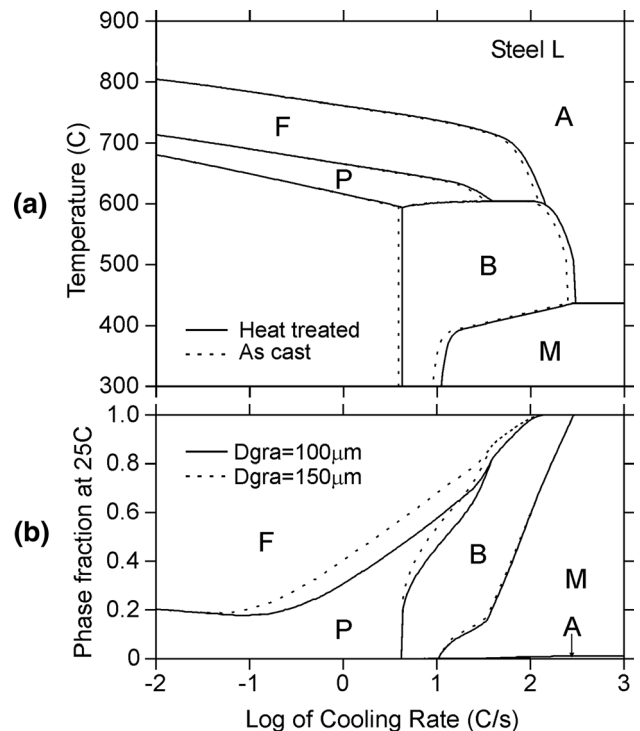 (a)
Temperature (C)
900
800
700
600
500
400
300
Steel L
A
F
P
B
M
Heat treated
As cast
(b)
Phase fraction at 25C
1.0
0.8
0.6
0.4
0.2
0
Dgra=100μm
Dgra=150μm
F
B
M
P
A
-2 -1 0 1 2 3
Log of Cooling Rate (C/s)